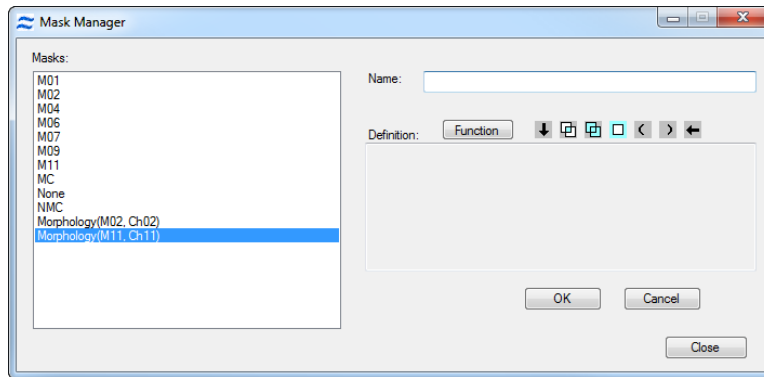 Mask Manager
Masks:
M01
M02
M04
M06
M07
M09
M11
MC
None
NMC
Morphology(M02, Ch02)
Morphology(M11, Ch11)
Name:
Definition:
Function
OK
Cancel
Close